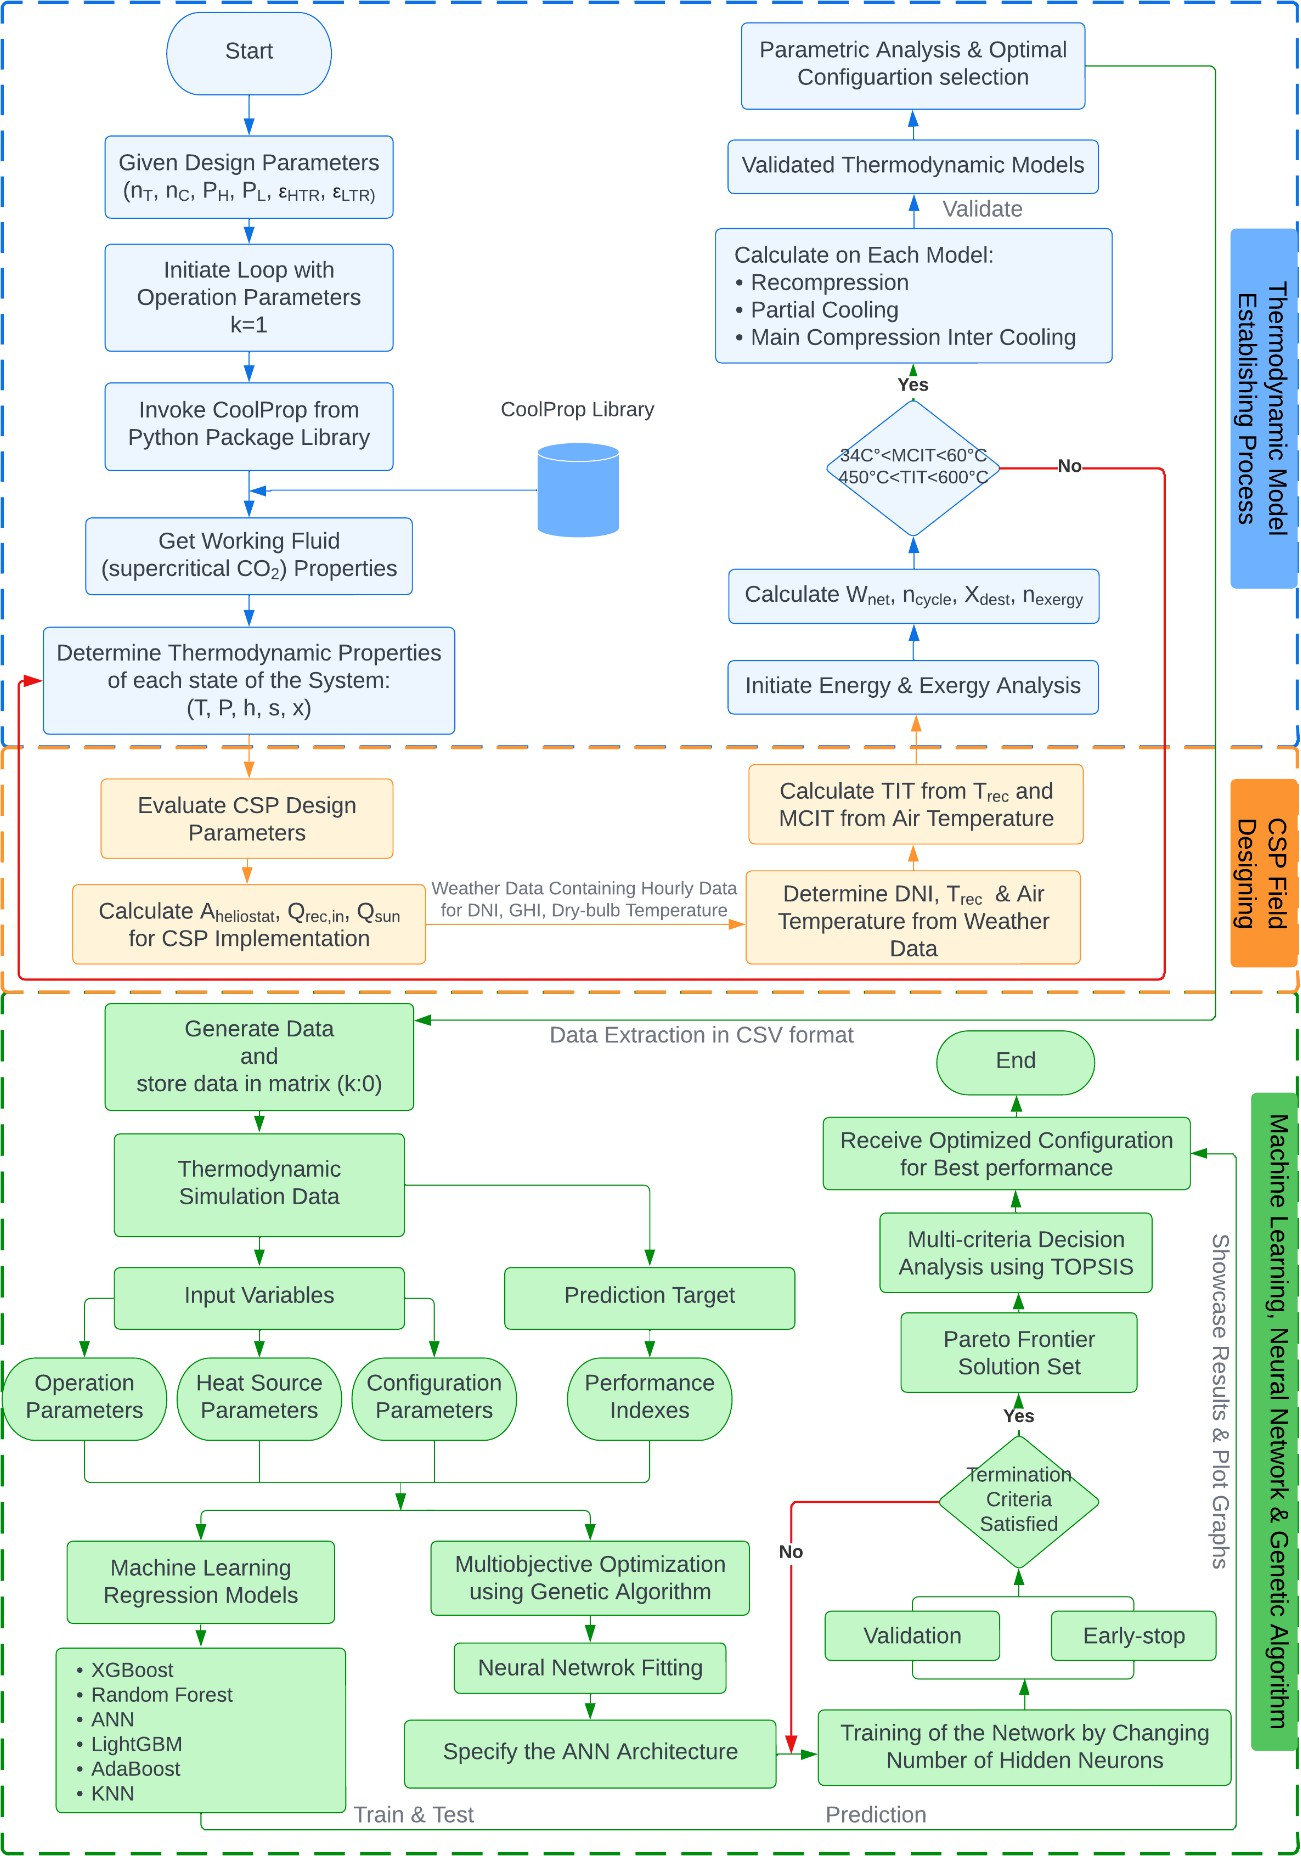 Start
Given Design Parameters
(nT, nC, PH, PL, εHTR, εLTR)
Initiate Loop with
Operation Parameters
k=1
Invoke CoolProp from
Python Package Library
CoolProp Library
Get Working Fluid
(supercritical CO2) Properties
Determine Thermodynamic Properties
of each state of the System:
(T, P, h, s, x)
Parametric Analysis & Optimal
Configuartion selection
Validated Thermodynamic Models
Validate
Calculate on Each Model:
• Recompression
• Partial Cooling
• Main Compression Inter Cooling
Yes
34C°<MCIT<60°C
450°C<TIT<600°C
No
Calculate Wnet, ncycle, Xdest, nexergy
Initiate Energy & Exergy Analysis
Thermodynamic Model
Establishing Process
Evaluate CSP Design
Parameters
Calculate Aheliostat, Qrec,in, Qsun
for CSP Implementation
Weather Data Containing Hourly Data
for DNI, GHI, Dry-bulb Temperature
Calculate TIT from Trec and
MCIT from Air Temperature
Determine DNI, Trec & Air
Temperature from Weather
Data
CSP Field
Designing
Generate Data
and
store data in matrix (k:0)
Data Extraction in CSV format
Thermodynamic
Simulation Data
Input Variables
Prediction Target
Operation
Parameters
Heat Source
Parameters
Configuration
Parameters
Performance
Indexes
Machine Learning
Regression Models
• XGBoost
• Random Forest
• ANN
• LightGBM
• AdaBoost
• KNN
Multiobjective Optimization
using Genetic Algorithm
Neural Netwrok Fitting
Specify the ANN Architecture
Train & Test
Prediction
End
Receive Optimized Configuration
for Best performance
Multi-criteria Decision
Analysis using TOPSIS
Pareto Frontier
Solution Set
Yes
Termination
Criteria
Satisfied
No
Validation
Early-stop
Training of the Network by Changing
Number of Hidden Neurons
Showcase Results & Plot Graphs
Machine Learning, Neural Network & Genetic Algorithm